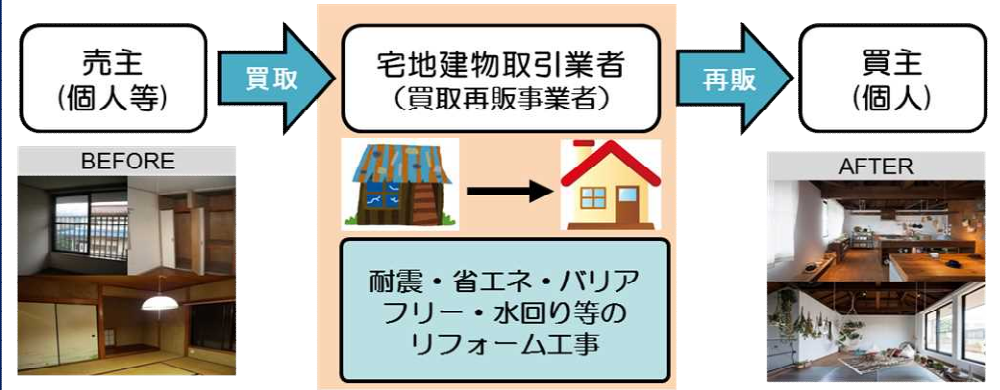 売主
(個人等)
買取
宅地建物取引業者
(買取再販事業者)
再販
買主
(個人)
BEFORE
AFTER
耐震・省エネ・バリア
フリー・水回り等の
リフォーム工事